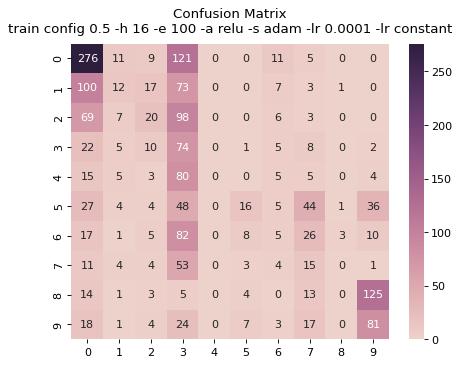 Confusion Matrix
train config 0.5 -h 16 -e 100 -a relu -s adam -lr 0.0001 -lr constant
0 276 11 9 121 0 0 11 5 0 0
1 100 12 17 73 0 0 7 3 1 0
2 69 7 20 98 0 0 6 3 0 0
3 22 5 10 74 0 1 5 8 0 2
4 15 5 3 80 0 0 5 5 0 4
5 27 4 4 48 0 16 5 44 1 36
6 17 1 5 82 0 8 5 26 3 10
7 11 4 4 53 0 3 4 15 0 1
8 14 1 3 5 0 4 0 13 0 125
9 18 1 4 24 0 7 3 17 0 81
0 1 2 3 4 5 6 7 8 9
250
200
150
100
50
0